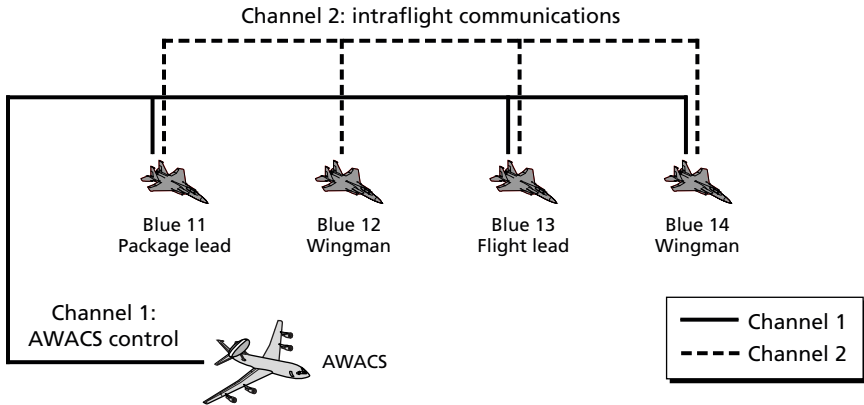 Channel 2: intraflight communications
Blue 11
Package lead
Blue 12
Wingman
Blue 13
Flight lead
Blue 14
Wingman
Channel 1:
AWACS control
AWACS
Channel 1
Channel 2